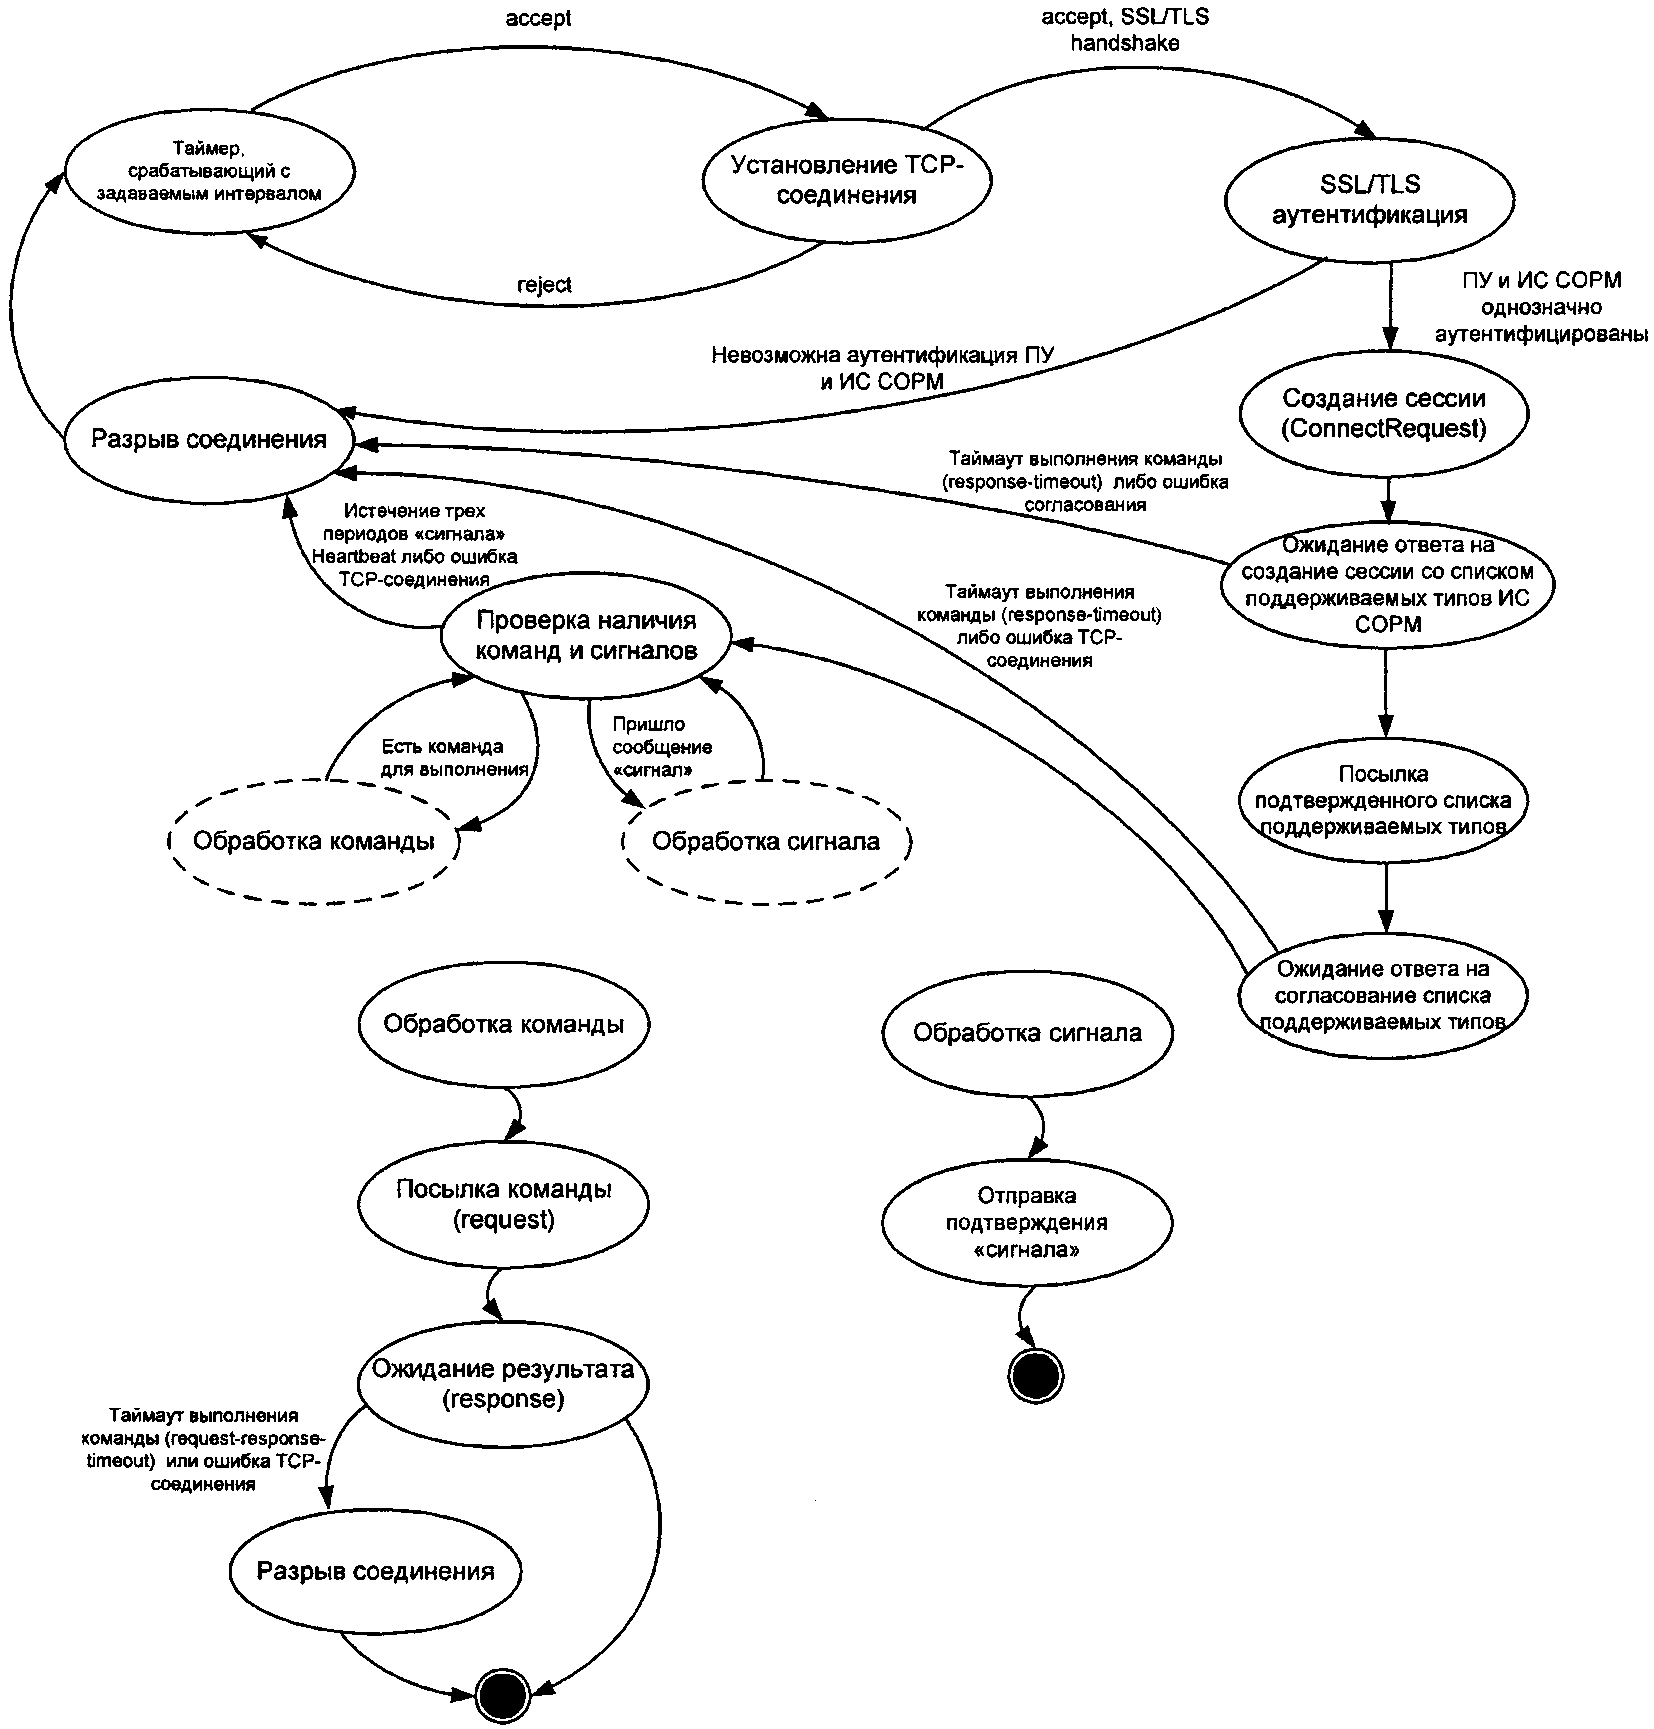 accept
accept, SSL/TLS
handshake
Таймер,
срабатывающий с
задаваемым интервалом
Установление TCP-
соединения
SSL/TLS
аутентификация
reject
ПУ и ИС СОРМ
однозначно
аутентифицированы
Невозможна аутентификация ПУ
и ИС СОРМ
Разрыв соединения
Создание сессии
(ConnectRequest)
Таймаут выполнения команды
(response-timeout) либо ошибка
согласования
Истечение трех
периодов «сигнала»
Heartbeat либо ошибка
TCP-соединения
Ожидание ответа на
создание сессии со списком
поддерживаемых типов ИС
СОРМ
Таймаут выполнения
команды (response-timeout)
либо ошибка TCP-
соединения
Проверка наличия
команд и сигналов
Есть команда
для выполнения
Пришло
сообщение
«сигнал»
Посылка
подтвержденного списка
поддерживаемых типов
Обработка команды
Обработка сигнала
Ожидание ответа на
согласование списка
поддерживаемых типов
Обработка команды
Обработка сигнала
Посылка команды
(request)
Отправка
подтверждения
«сигнала»
Ожидание результата
(response)
Таймаут выполнения
команды (request-response-
timeout) или ошибка TCP-
соединения
Разрыв соединения